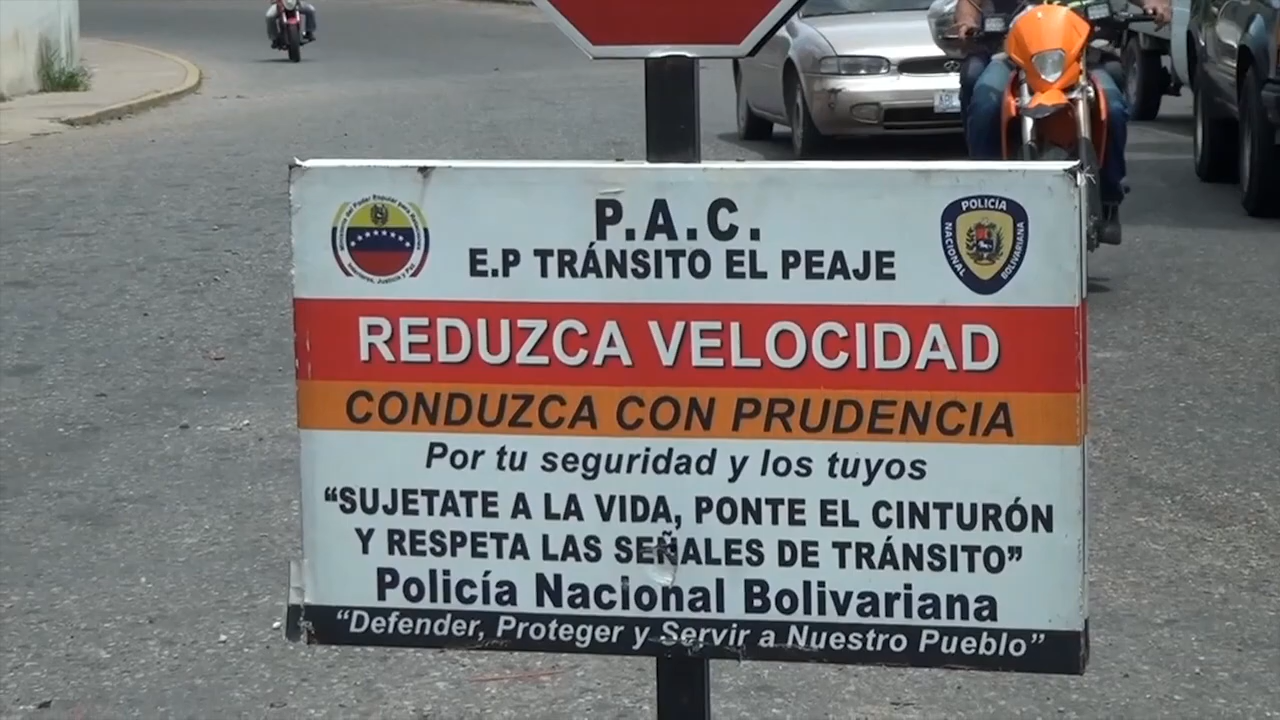 P.A.C.
E.P TRÁNSITO EL PEAJE
POLICIA
NACIONAL
BOLIVARIANA
REDUZCA VELOCIDAD
CONDUZCA CON PRUDENCIA
Por tu seguridad y los tuyos
“SUJETATE A LA VIDA, PONTE EL CINTURÓN
Y RESPETA LAS SEÑALES DE TRÁNSITO”
Policía Nacional Bolivariana
“Defender, Proteger y Servir a Nuestro Pueblo”